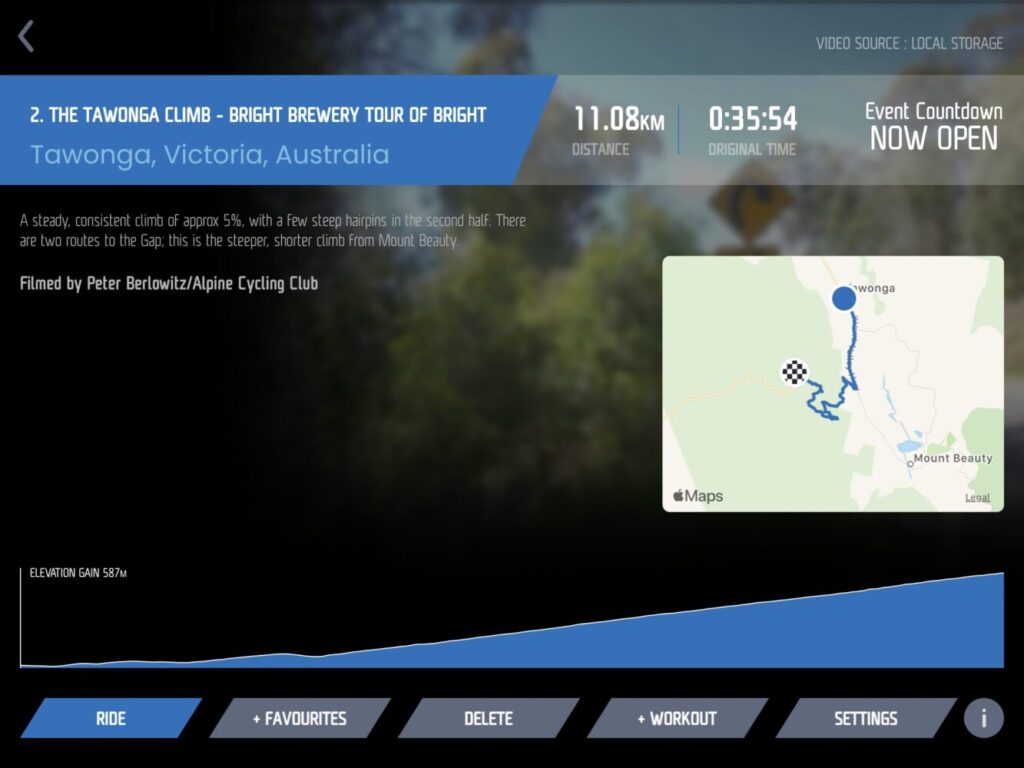 VIDEO SOURCE : LOCAL STORAGE
2. THE TAWONGA CLIMB - BRIGHT BREWERY TOUR OF BRIGHT
Tawonga, Victoria, Australia
11.08KM
DISTANCE
0:35:54
ORIGINAL TIME
Event Countdown
NOW OPEN
A steady, consistent climb of approx 5%, with a few steep hairpins in the second half. There
are two routes to the Gap; this is the steeper, shorter climb from Mount Beauty.
Filmed by Peter Berlowitz/Alpine Cycling Club
awonga
Mount Beauty
Maps
Legal
ELEVATION GAIN 587M
RIDE
+ FAVOURITES
DELETE
+ WORKOUT
SETTINGS
i